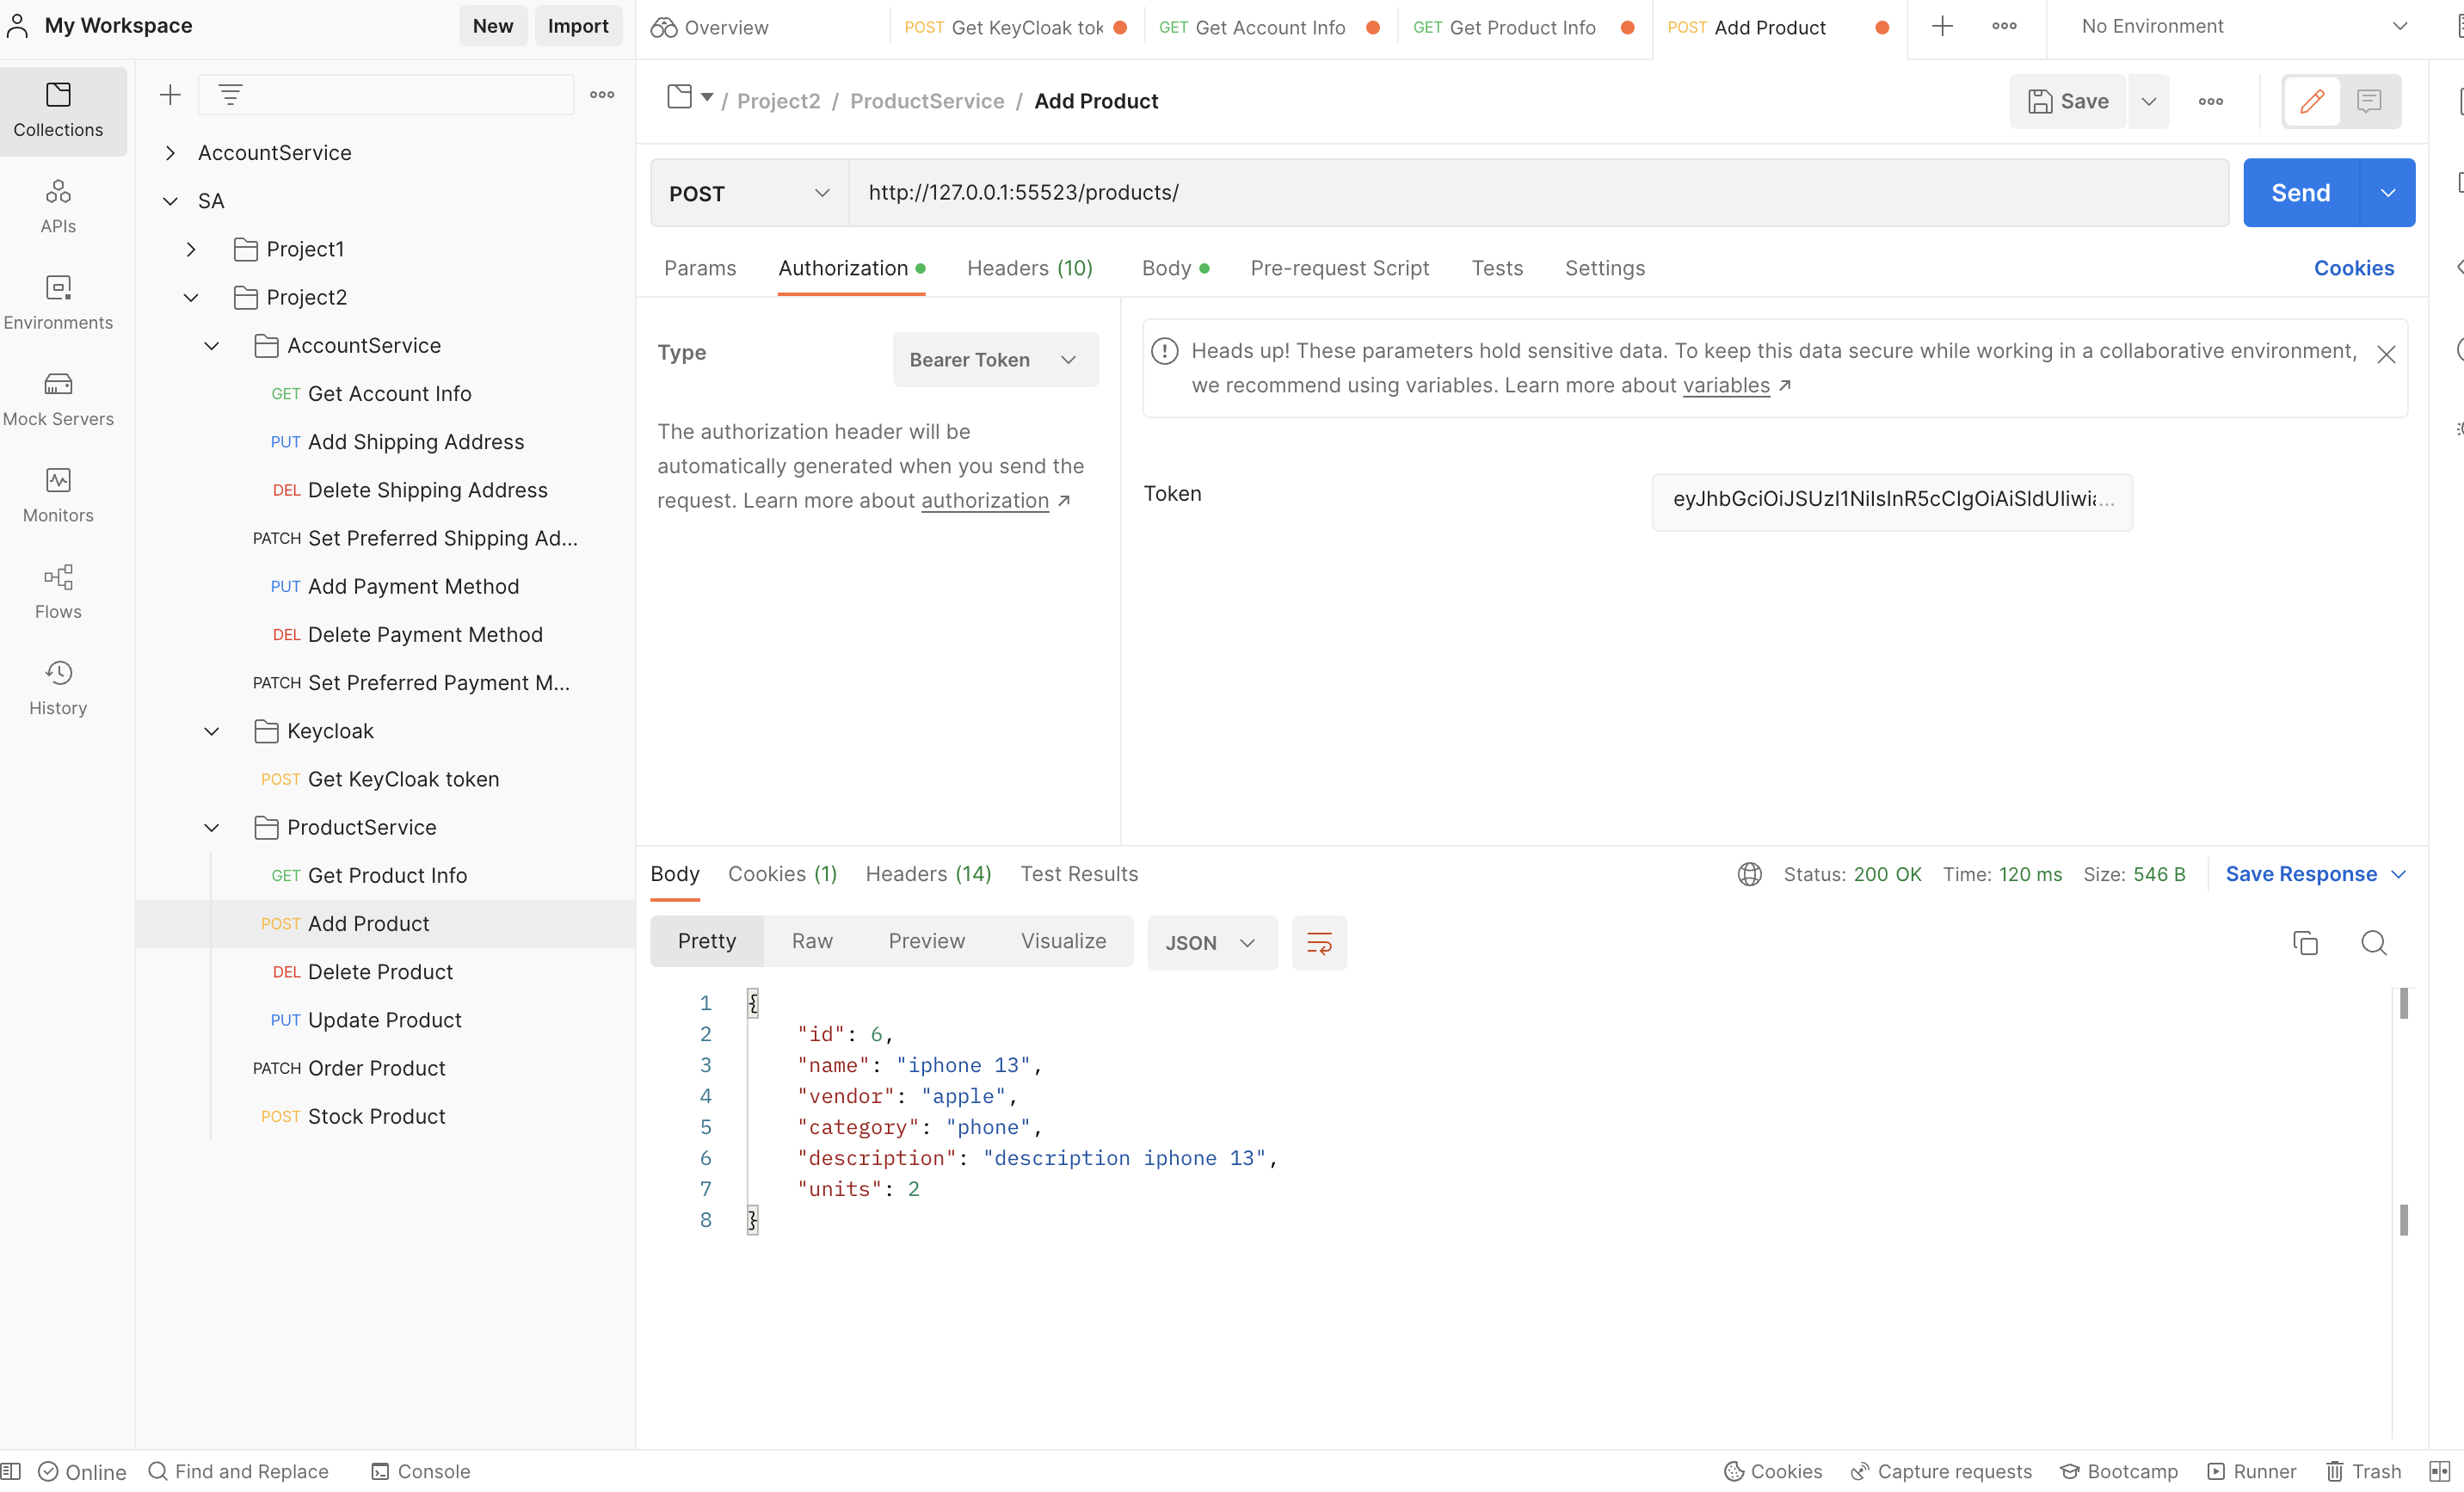 My Workspace
New
Import
Overview
POST Get KeyCloak tok
GET Get Account Info
GET Get Product Info
POST Add Product
No Environment
Collections
APIs
Environments
Mock Servers
Monitors
Flows
History
AccountService
SA
Project1
Project2
AccountService
GET Get Account Info
PUT Add Shipping Address
DEL Delete Shipping Address
PATCH Set Preferred Shipping Ad...
PUT Add Payment Method
DEL Delete Payment Method
PATCH Set Preferred Payment M...
Keycloak
POST Get KeyCloak token
ProductService
GET Get Product Info
POST Add Product
DEL Delete Product
PUT Update Product
PATCH Order Product
POST Stock Product
/ Project2 / ProductService / Add Product
Save
POST
http://127.0.0.1:55523/products/
Send
Params
Authorization
Headers (10)
Body
Pre-request Script
Tests
Settings
Cookies
Type
Bearer Token
The authorization header will be
automatically generated when you send the
request. Learn more about authorization ↗
Heads up! These parameters hold sensitive data. To keep this data secure while working in a collaborative environment,
we recommend using variables. Learn more about variables ↗
Token
Body
Cookies (1)
Headers (14)
Test Results
Status: 200 OK
Time: 120 ms
Size: 546 B
Save Response
Pretty
Raw
Preview
Visualize
JSON
1 {
2 "id": 6,
3 "name": "iphone 13",
4 "vendor": "apple",
5 "category": "phone",
6 "description": "description iphone 13",
7 "units": 2
8 }
Online
Find and Replace
Console
Cookies
Capture requests
Bootcamp
Runner
Trash